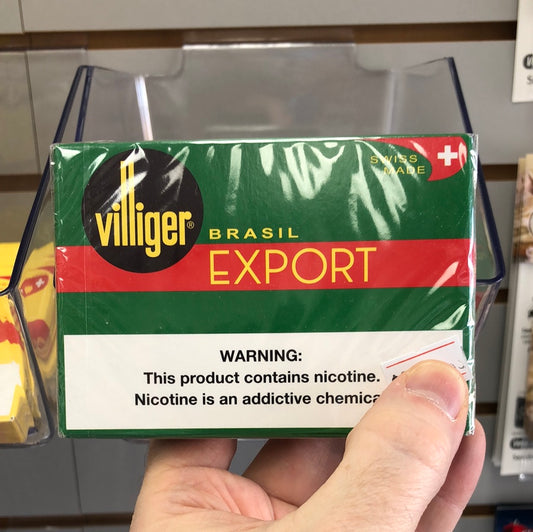 villiger®
SWISS
MADE
BRASIL
EXPORT
WARNING:
This product contains nicotine.
Nicotine is an addictive